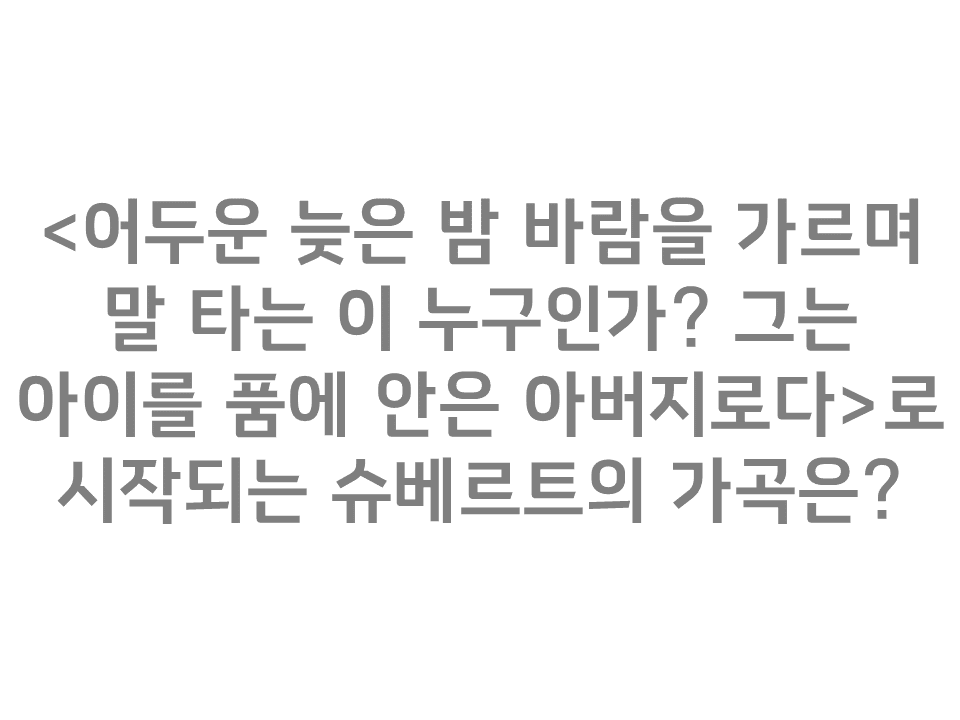 <어두운 늦은 밤 바람을 가르며
말 타는 이 누구인가? 그는
아이를 품에 안은 아버지로다>로
시작되는 슈베르트의 가곡은?